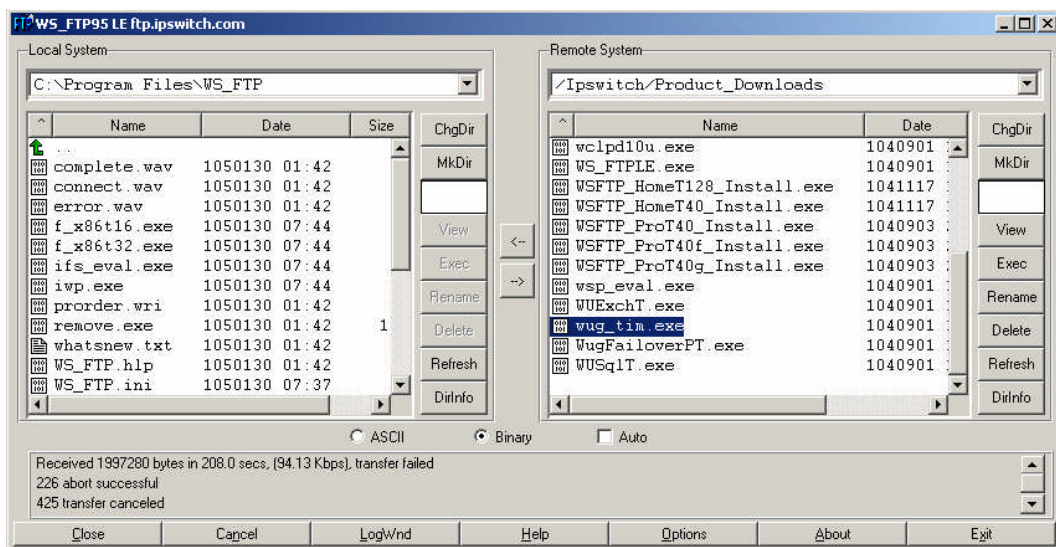 WS_FTP95 LE ftp.ipswitch.com
Local System
C:\Program Files\WS_FTP
^ Name Date Size
..
complete.wav 1050130 01:42
connect.wav 1050130 01:42
error.wav 1050130 01:42
f_x86t16.exe 1050130 07:44
f_x86t32.exe 1050130 07:44
ifs_eval.exe 1050130 07:44
iwp.exe 1050130 07:44
prorder.wri 1050130 01:42
remove.exe 1050130 01:42 1
whatsnew.txt 1050130 01:42
WS_FTP.hlp 1050130 01:42
WS_FTP.ini 1050130 07:37
ChgDir
MkDir
View
Exec
Rename
Delete
Refresh
DirInfo
<--
-->
Remote System
/Ipswitch/Product_Downloads
^ Name Date
wclpd10u.exe 1040901
WS_FTPLE.exe 1040901
WSFTP_HomeT128_Install.exe 1041117
WSFTP_HomeT40_Install.exe 1041117
WSFTP_ProT40_Install.exe 1040903
WSFTP_ProT40f_Install.exe 1040903
WSFTP_ProT40g_Install.exe 1040903
wsp_eval.exe 1040901
WUExchT.exe 1040901
wug_tim.exe 1040901
WugFailoverPT.exe 1040901
WUSqlT.exe 1040901
ChgDir
MkDir
View
Exec
Rename
Delete
Refresh
DirInfo
ASCII Binary Auto
Received 1997280 bytes in 208.0 secs, (94.13 Kbps), transfer failed
226 abort successful
425 transfer canceled
Close Cancel LogWnd Help Options About Exit